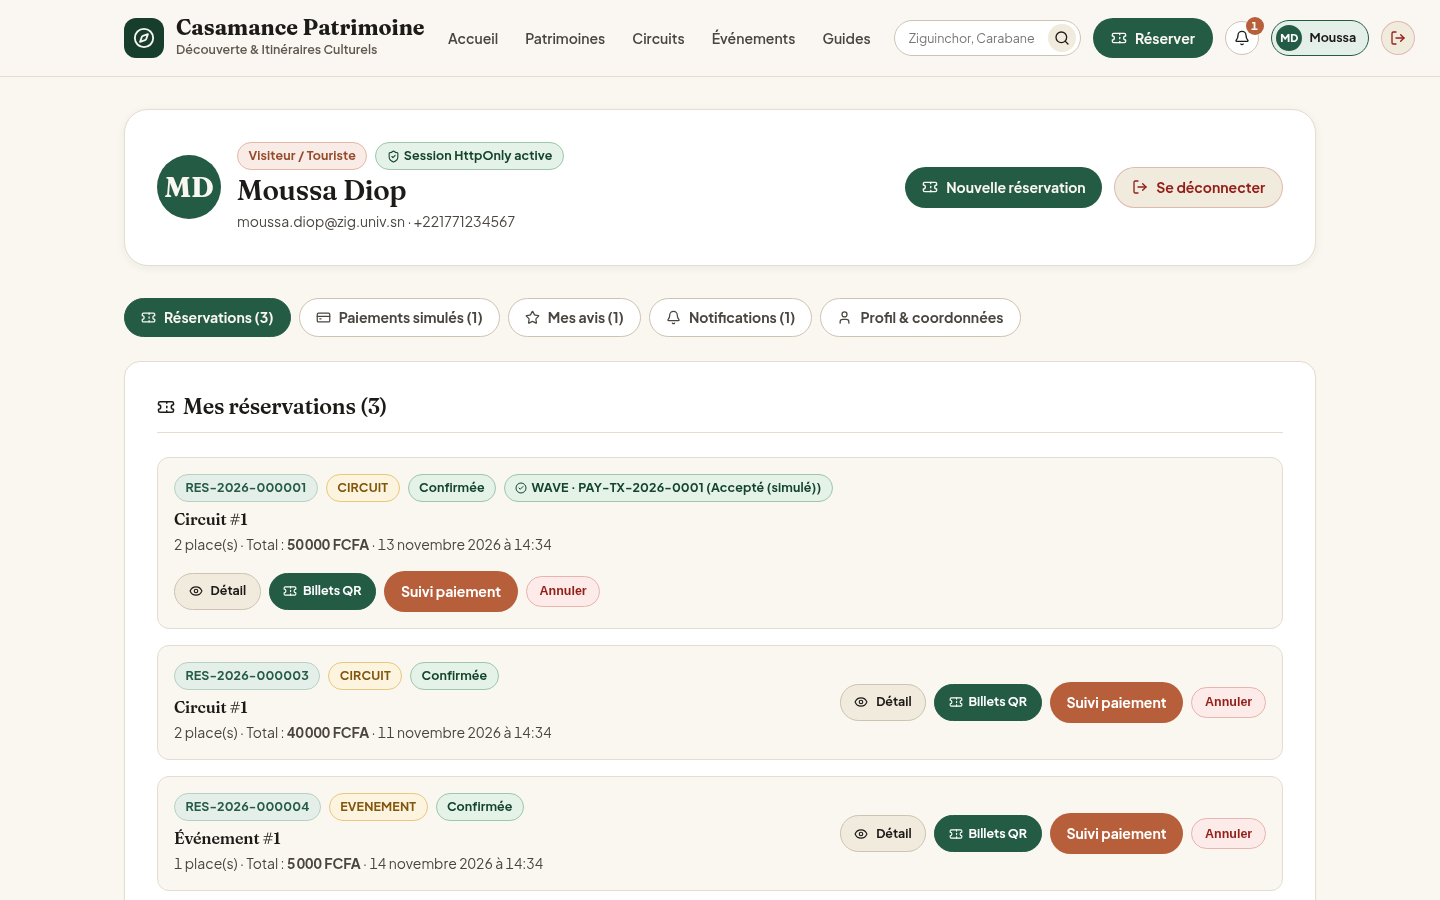 Casamance Patrimoine
Découverte & Itinéraires Culturels
Accueil
Patrimoines
Circuits
Événements
Guides
Ziguinchor, Carabane
Réserver
1
MD
Moussa
MD
Visiteur / Touriste
Session HttpOnly active
Moussa Diop
moussa.diop@zig.univ.sn · +221771234567
Nouvelle réservation
Se déconnecter
Réservations (3)
Paiements simulés (1)
Mes avis (1)
Notifications (1)
Profil & coordonnées
Mes réservations (3)
RES-2026-000001
CIRCUIT
Confirmée
WAVE · PAY-TX-2026-0001 (Accepté (simulé))
Circuit #1
2 place(s) · Total : 50 000 FCFA · 13 novembre 2026 à 14:34
Détail
Billets QR
Suivi paiement
Annuler
RES-2026-000003
CIRCUIT
Confirmée
Circuit #1
2 place(s) · Total : 40 000 FCFA · 11 novembre 2026 à 14:34
Détail
Billets QR
Suivi paiement
Annuler
RES-2026-000004
EVENEMENT
Confirmée
Événement #1
1 place(s) · Total : 5 000 FCFA · 14 novembre 2026 à 14:34
Détail
Billets QR
Suivi paiement
Annuler